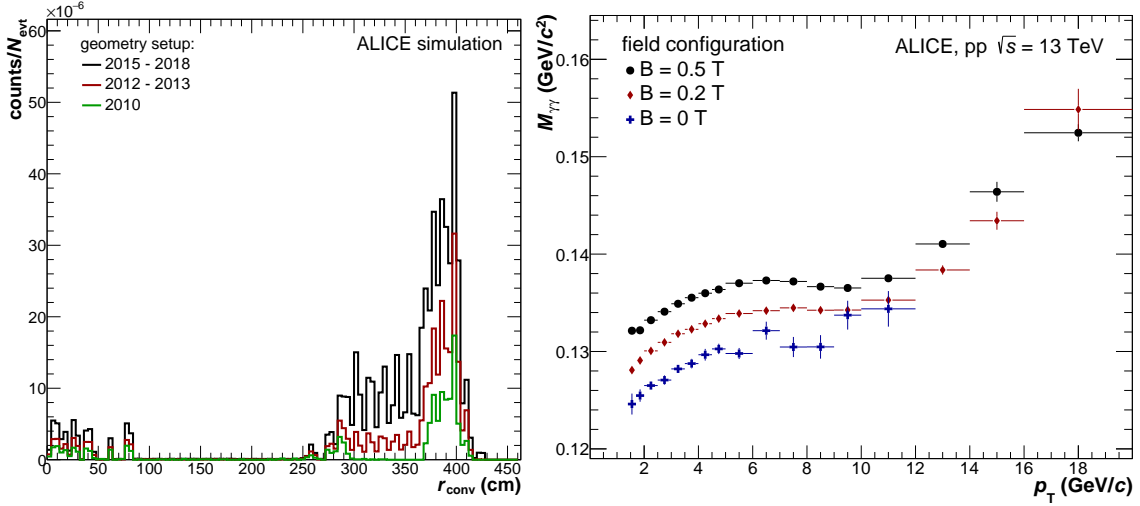 ×10⁻⁶
60
50
40
30
20
10
0
counts/N_evt
geometry setup:
2015 - 2018
2012 - 2013
2010
ALICE simulation
0 50 100 150 200 250 300 350 400 450
r_conv (cm)
0.16
0.15
0.14
0.13
0.12
M_γγ (GeV/c²)
field configuration
B = 0.5 T
B = 0.2 T
B = 0 T
ALICE, pp √s = 13 TeV
2 4 6 8 10 12 14 16 18
p_T (GeV/c)